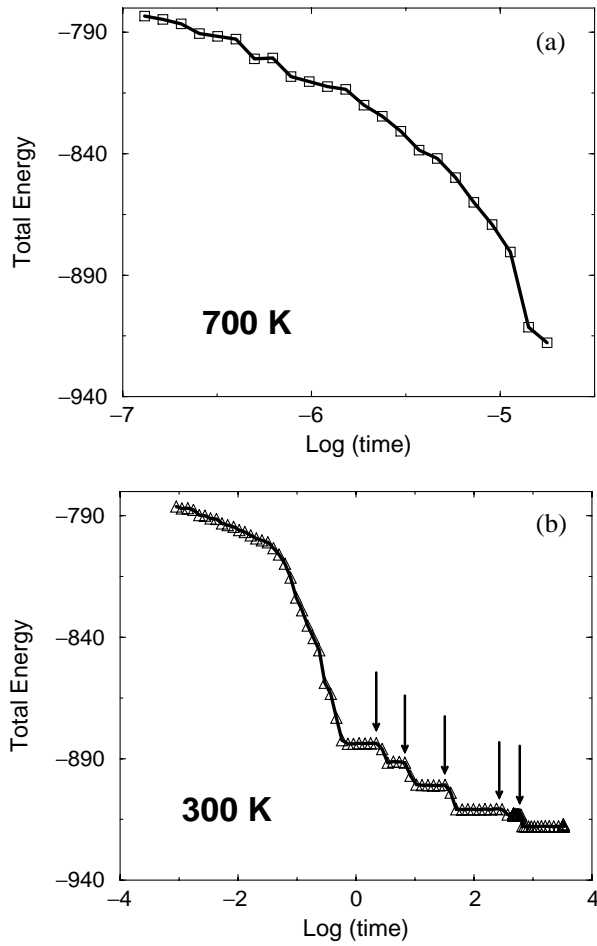 (a)
−790
−840
−890
−940
Total Energy
700 K
−7
−6
−5
Log (time)
(b)
−790
−840
−890
−940
Total Energy
300 K
−4
−2
0
2
4
Log (time)